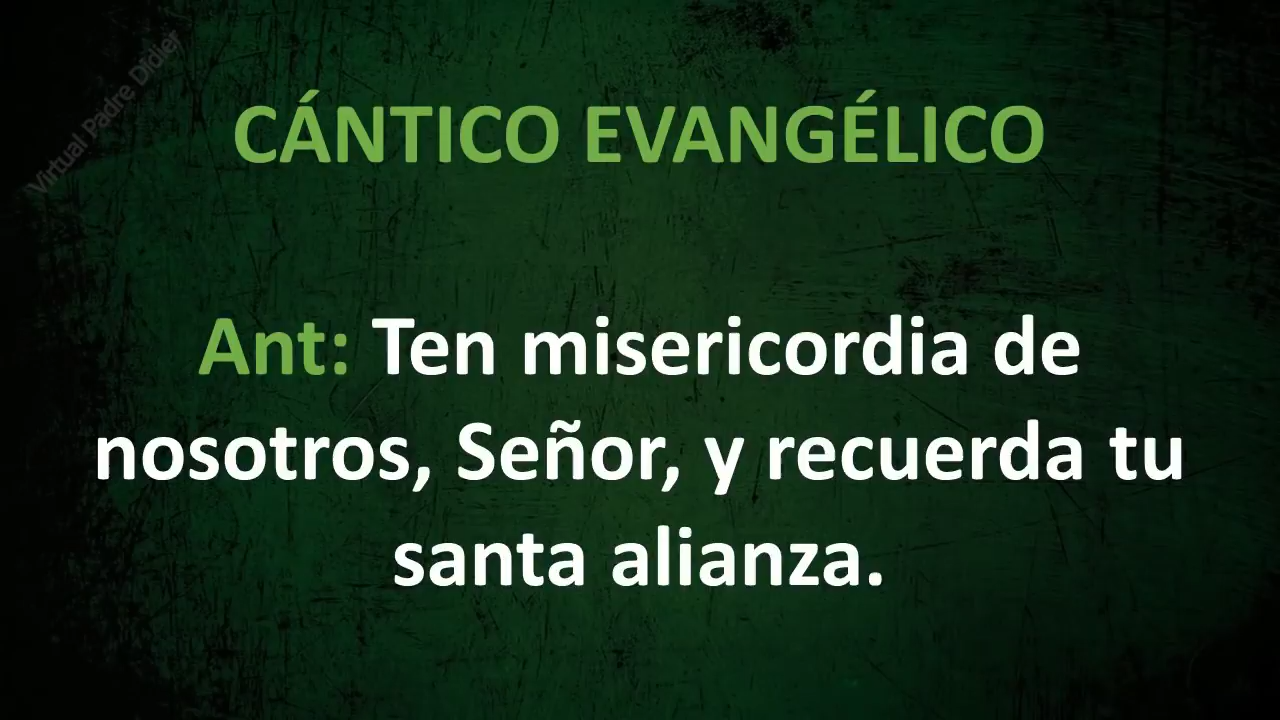 Virtual Padre Didier
CÁNTICO EVANGÉLICO
Ant: Ten misericordia de
nosotros, Señor, y recuerda tu
santa alianza.